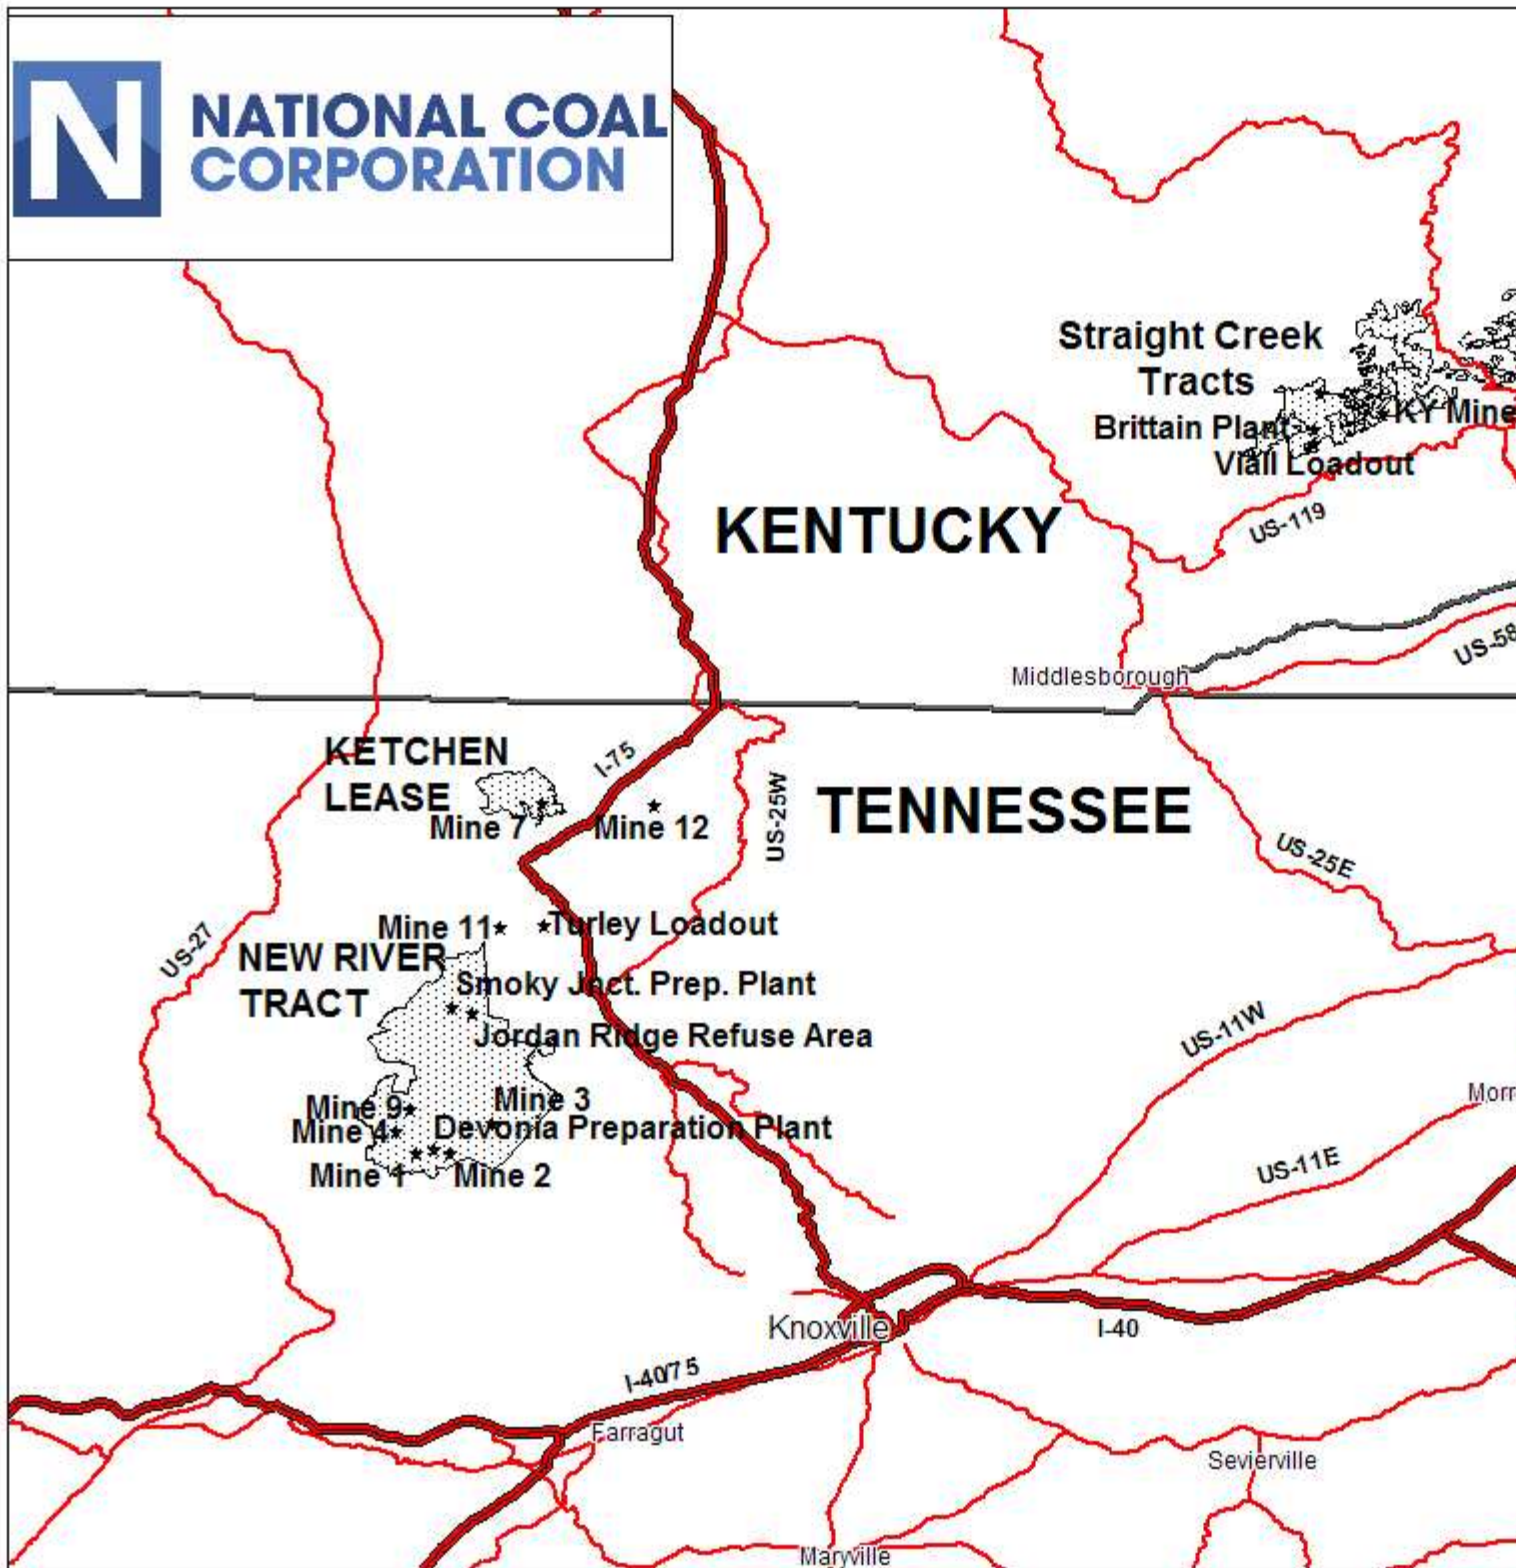 NATIONAL COAL
CORPORATION
Straight Creek
Tracts
Brittain Plant
KY Mine
Viall Loadout
KENTUCKY
US-119
US-58
Middlesborough
KETCHEN
LEASE
I-75
Mine 7
Mine 12
US-25W
TENNESSEE
US-25E
Mine 11
Turley Loadout
US-27
NEW RIVER
TRACT
Smoky Jnct. Prep. Plant
Jordan Ridge Refuse Area
US-11W
Mine 9
Mine 3
Morr
Mine 4
Devonia Preparation Plant
Mine 1
Mine 2
US-11E
Knoxville
I-40
I-40/75
Farragut
Sevierville
Maryville